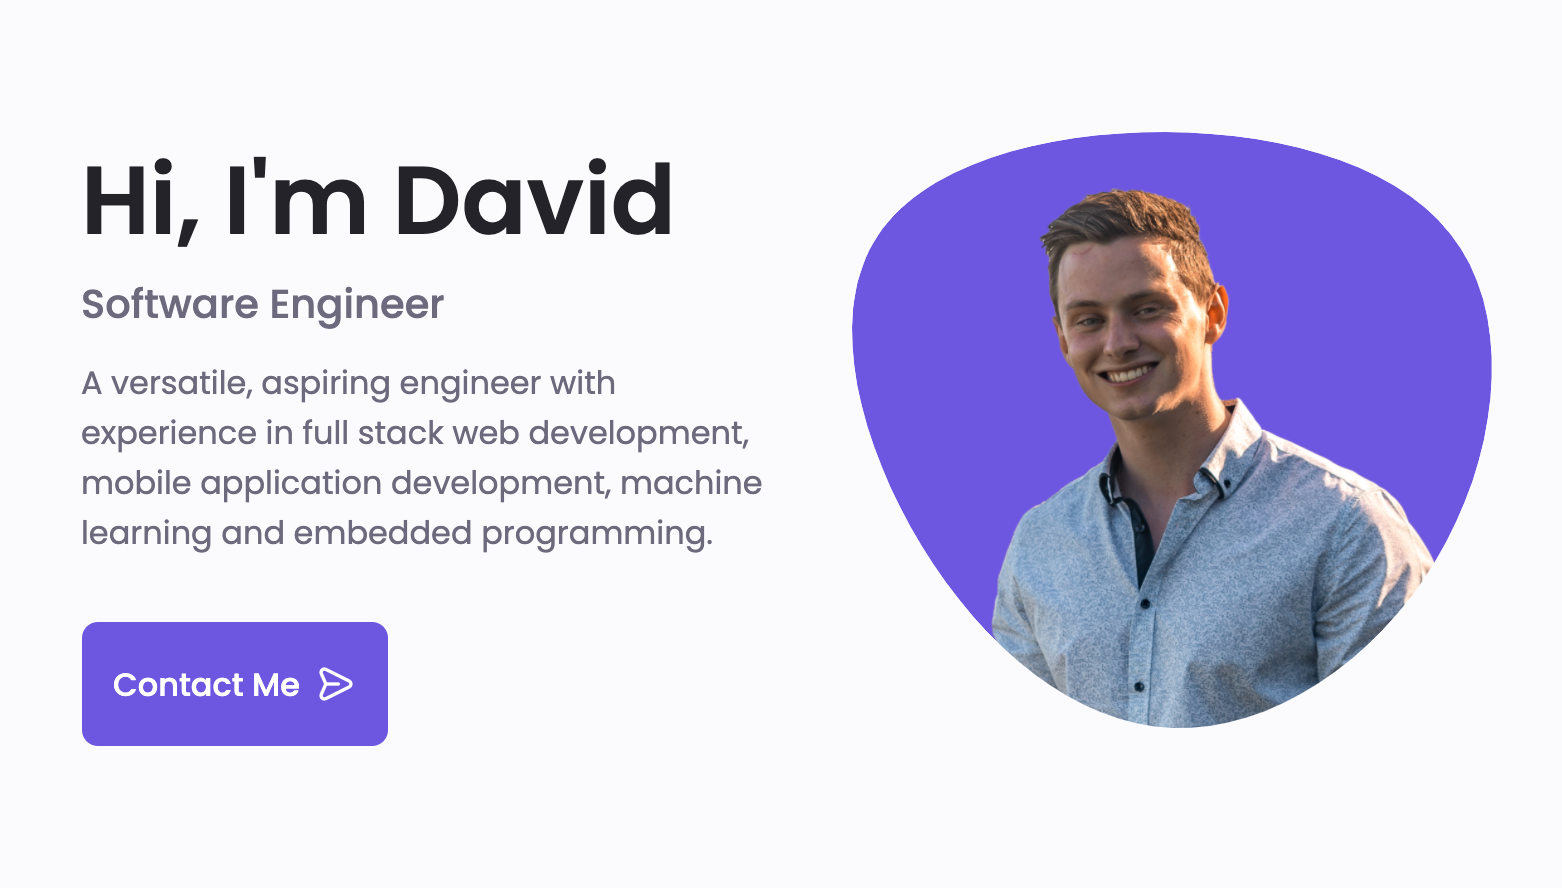 Hi, I'm David
Software Engineer
A versatile, aspiring engineer with
experience in full stack web development,
mobile application development, machine
learning and embedded programming.
Contact Me